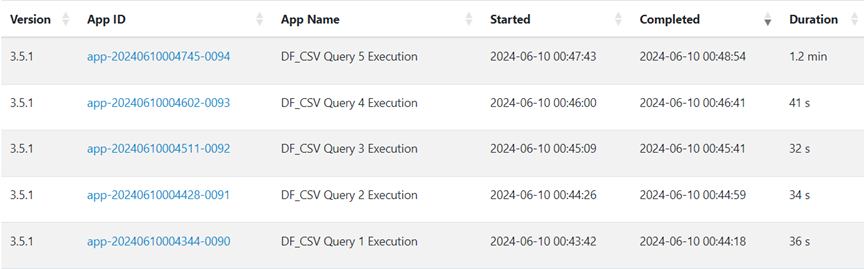 Version App ID App Name Started Completed Duration
3.5.1 app-20240610004745-0094 DF_CSV Query 5 Execution 2024-06-10 00:47:43 2024-06-10 00:48:54 1.2 min
3.5.1 app-20240610004602-0093 DF_CSV Query 4 Execution 2024-06-10 00:46:00 2024-06-10 00:46:41 41 s
3.5.1 app-20240610004511-0092 DF_CSV Query 3 Execution 2024-06-10 00:45:09 2024-06-10 00:45:41 32 s
3.5.1 app-20240610004428-0091 DF_CSV Query 2 Execution 2024-06-10 00:44:26 2024-06-10 00:44:59 34 s
3.5.1 app-20240610004344-0090 DF_CSV Query 1 Execution 2024-06-10 00:43:42 2024-06-10 00:44:18 36 s